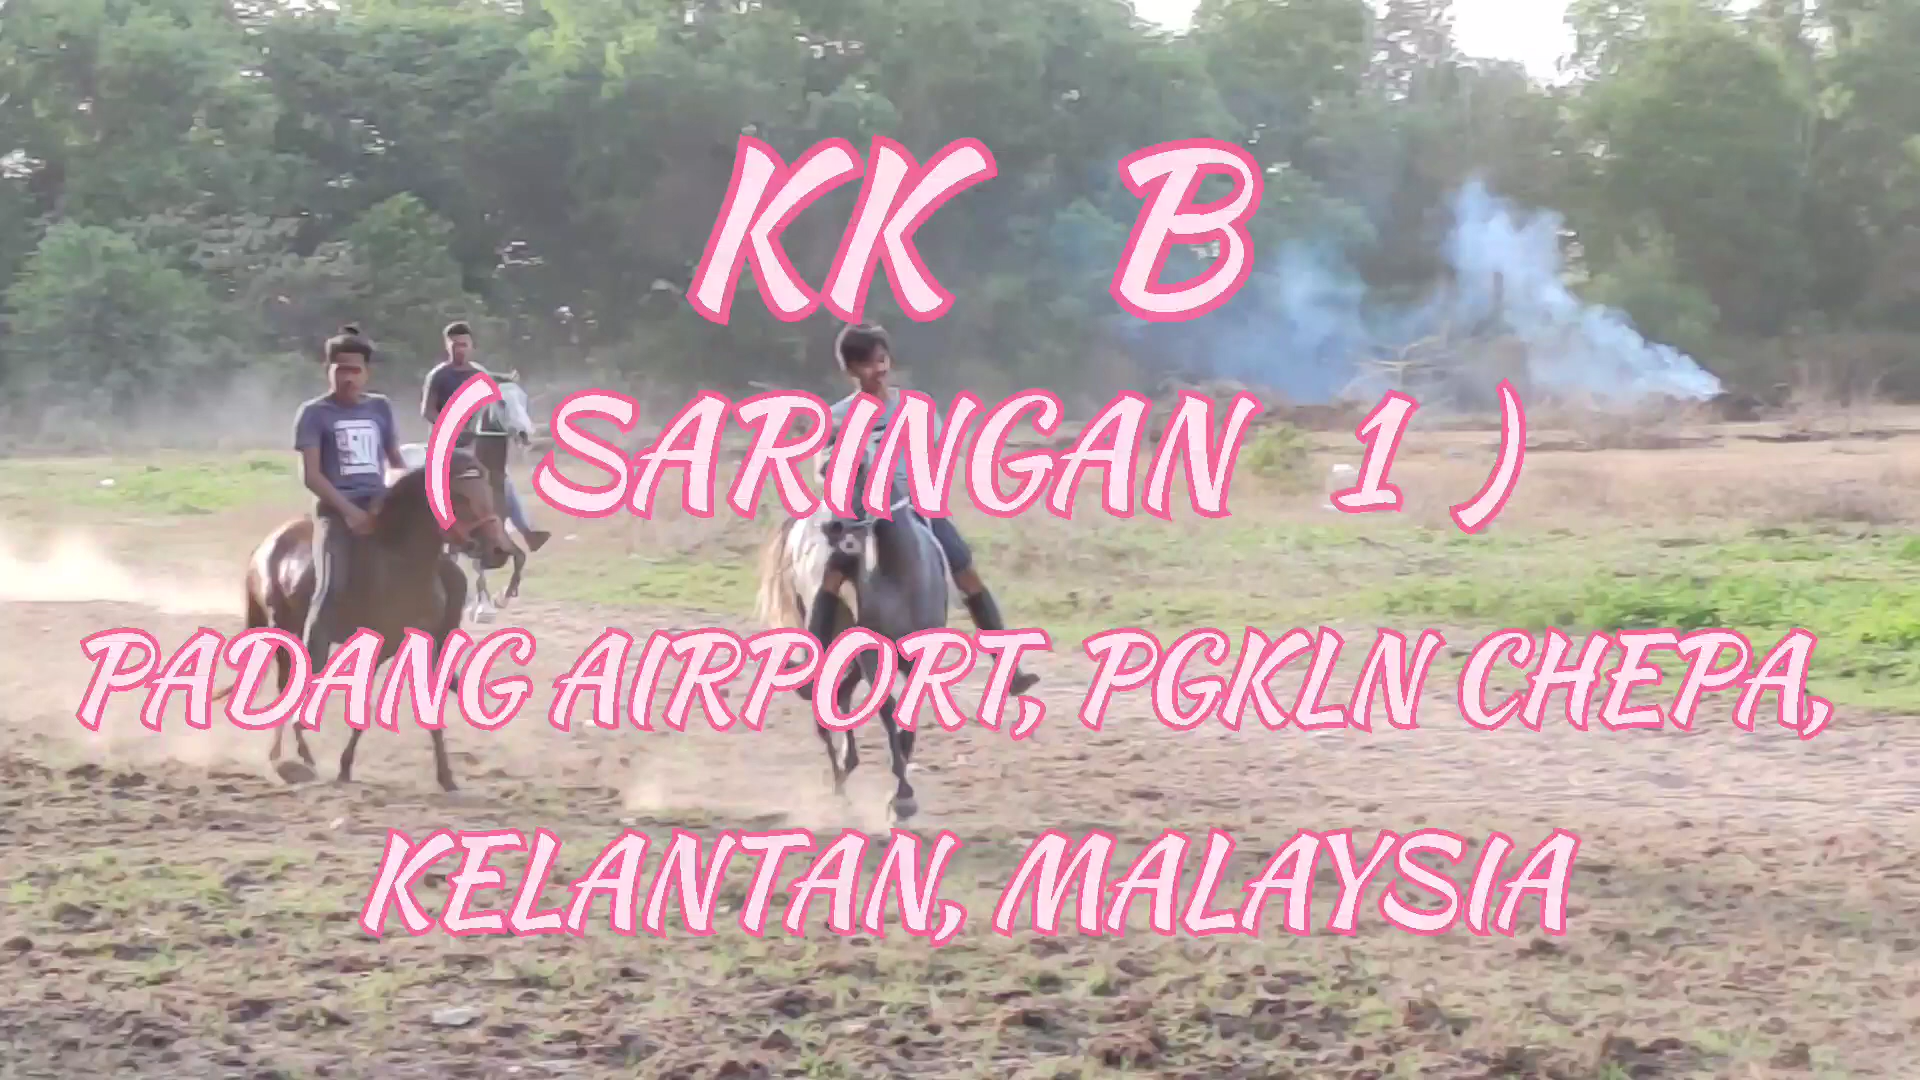 KK B
( SARINGAN 1 )
PADANG AIRPORT, PGKLN CHEPA,
KELANTAN, MALAYSIA